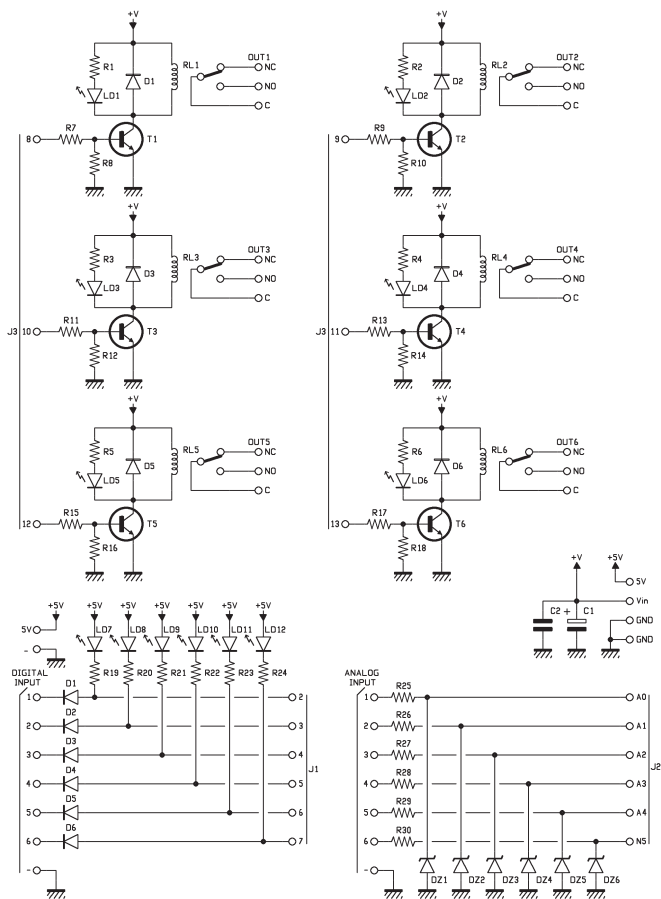 +V +V
OUT1 OUT2
R1 RL1 NC R2 RL2 NC
D1 D2
LD1 NO LD2 NO
C C
R7 R9
8 T1 9 T2
R8 R10
+V +V
OUT3 OUT4
R3 RL3 NC R4 RL4 NC
D3 D4
LD3 NO LD4 NO
C C
R11 R13
J3 10 T3 J3 11 T4
R12 R14
+V +V
OUT5 OUT6
R5 RL5 NC R6 RL6 NC
D5 D6
LD5 NO LD6 NO
C C
R15 R17
12 T5 13 T6
R16 R18
+V +5V
5V
Vin
C2 + C1
GND
GND
+5V +5V +5V +5V +5V +5V +5V
5V LD7 LD8 LD9 LD10 LD11 LD12
-
R19 R20 R21 R22 R23 R24
DIGITAL
INPUT
D1
1 2
D2
2 3
D3
3 4
J1
D4
4 5
D5
5 6
D6
6 7
-
ANALOG
INPUT
R25
1 A0
R26
2 A1
R27
3 A2
J2
R28
4 A3
R29
5 A4
R30
6 N5
-
DZ1 DZ2 DZ3 DZ4 DZ5 DZ6